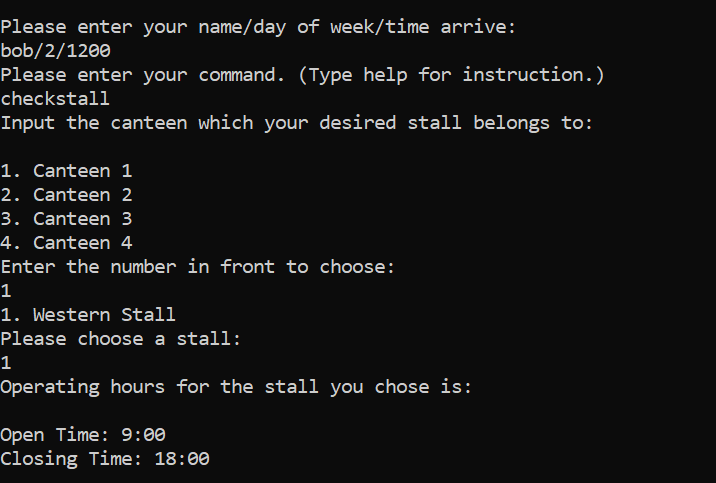 Please enter your name/day of week/time arrive:
bob/2/1200
Please enter your command. (Type help for instruction.)
checkstall
Input the canteen which your desired stall belongs to:
1. Canteen 1
2. Canteen 2
3. Canteen 3
4. Canteen 4
Enter the number in front to choose:
1
1. Western Stall
Please choose a stall:
1
Operating hours for the stall you chose is:
Open Time: 9:00
Closing Time: 18:00